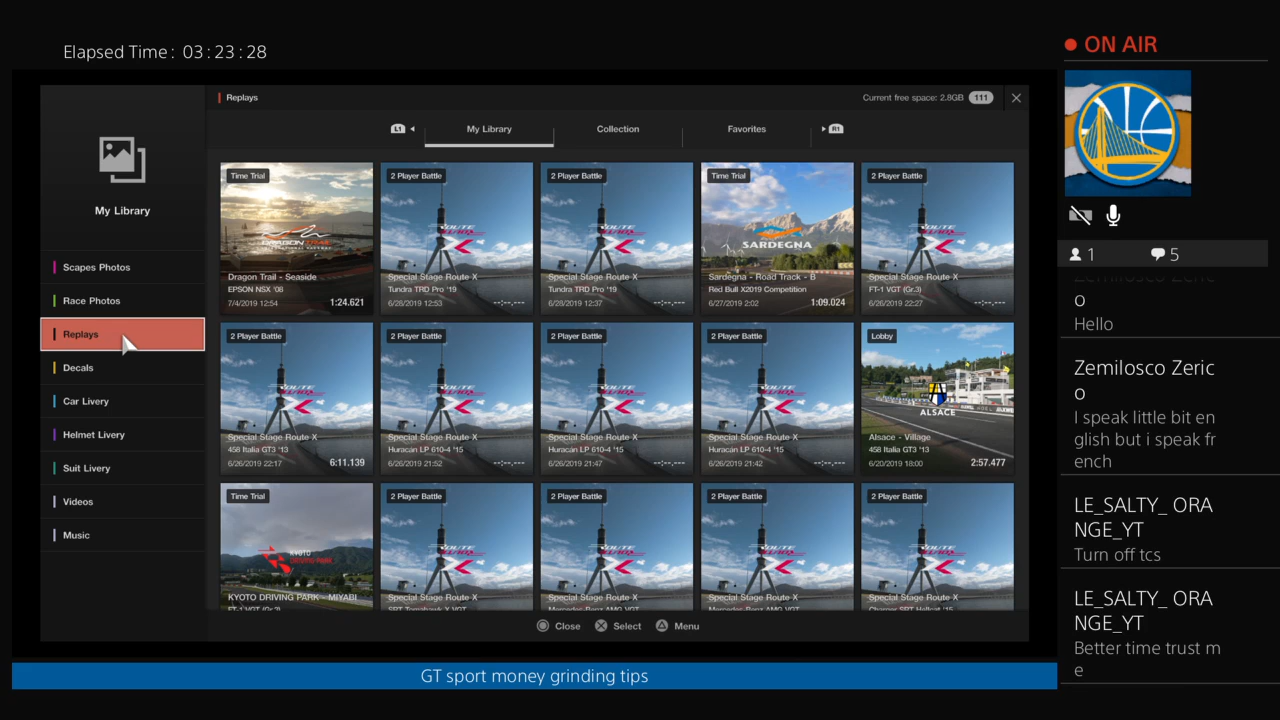 Elapsed Time: 03:23:28
ON AIR
Replays
Current free space: 2.8GB 111
L1 My Library Collection Favorites R1
My Library
Scapes Photos
Race Photos
Replays
Decals
Car Livery
Helmet Livery
Suit Livery
Videos
Music
Time Trial
DRAGON TRAIL
Dragon Trail - Seaside
EPSON NSX '08
7/4/2019 12:54 1:24.621
2 Player Battle
Special Stage Route X
Tundra TRD Pro '19
6/28/2019 12:53 --:--.---
2 Player Battle
Special Stage Route X
Tundra TRD Pro '19
6/28/2019 12:37 --:--.---
Time Trial
SARDEGNA
Sardegna - Road Track - B
Red Bull X2019 Competition
6/27/2019 2:02 1:09.024
2 Player Battle
Special Stage Route X
FT-1 VGT (Gr.3)
6/26/2019 22:27 --:--.---
2 Player Battle
Special Stage Route X
458 Italia GT3 '13
6/26/2019 22:17 6:11.139
2 Player Battle
Special Stage Route X
Huracán LP 610-4 '15
6/26/2019 21:52 --:--.---
2 Player Battle
Special Stage Route X
Huracán LP 610-4 '15
6/26/2019 21:47 --:--.---
2 Player Battle
Special Stage Route X
Huracán LP 610-4 '15
6/26/2019 21:42 --:--.---
Lobby
ALSACE
Alsace - Village
458 Italia GT3 '13
6/20/2019 18:00 2:57.477
Time Trial
KYOTO
DRIVING PARK
KYOTO DRIVING PARK - MIYABI
2 Player Battle
Special Stage Route X
2 Player Battle
Special Stage Route X
2 Player Battle
Special Stage Route X
2 Player Battle
Special Stage Route X
Close Select Menu
GT sport money grinding tips
1 5
o
Hello
Zemilosco Zeric
o
I speak little bit en
glish but i speak fr
ench
LE_SALTY_ ORA
NGE_YT
Turn off tcs
LE_SALTY_ ORA
NGE_YT
Better time trust m
e